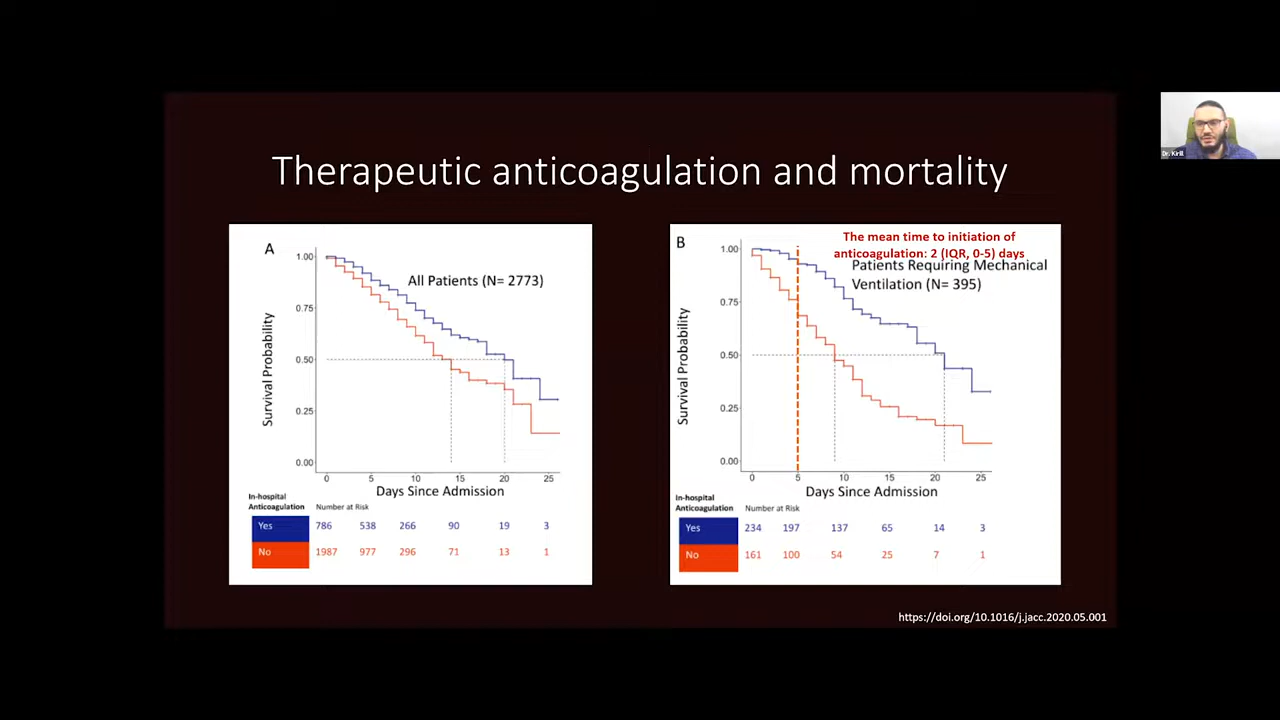 Therapeutic anticoagulation and mortality
A
All Patients (N= 2773)
Survival Probability
1.00
0.75
0.50
0.25
0.00
0 5 10 15 20 25
Days Since Admission
In-hospital
Anticoagulation
Number at Risk
Yes 786 538 266 90 19 3
No 1987 977 296 71 13 1
B
The mean time to initiation of
anticoagulation: 2 (IQR, 0-5) days
Patients Requiring Mechanical
Ventilation (N= 395)
Survival Probability
1.00
0.75
0.50
0.25
0.00
0 5 10 15 20 25
Days Since Admission
In-hospital
Anticoagulation
Number at Risk
Yes 234 197 137 65 14 3
No 161 100 54 25 7 1
https://doi.org/10.1016/j.jacc.2020.05.001
Dr. Kirill